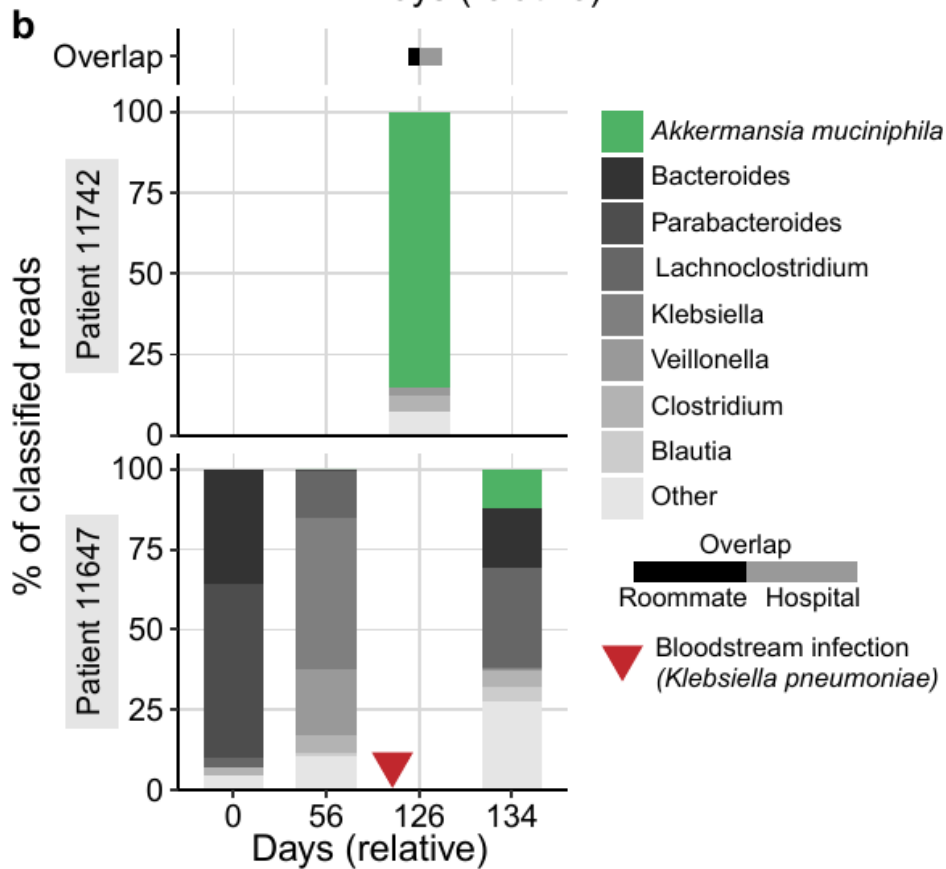 b
Overlap
100
75
50
25
0
Patient 11742
% of classified reads
100
75
50
25
0
Patient 11647
0 56 126 134
Days (relative)
Akkermansia muciniphila
Bacteroides
Parabacteroides
Lachnoclostridium
Klebsiella
Veillonella
Clostridium
Blautia
Other
Overlap
Roommate Hospital
Bloodstream infection
(Klebsiella pneumoniae)